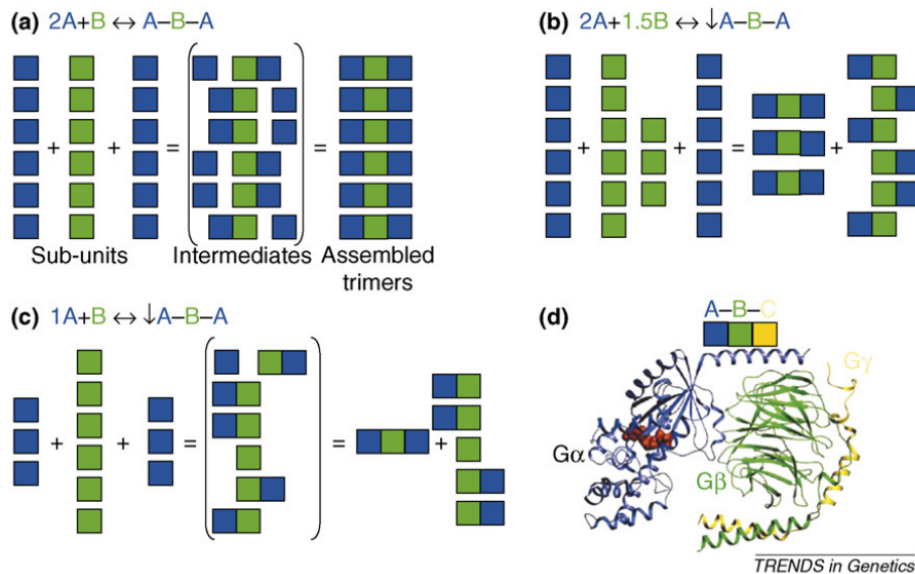 (a) 2A+B ↔ A–B–A
+ + = =
Sub-units Intermediates Assembled
trimers
(b) 2A+1.5B ↔ ↓A–B–A
+ + = +
(c) 1A+B ↔ ↓A–B–A
+ + = = +
(d) A–B–C
Gγ
Gα
Gβ
TRENDS in Genetics